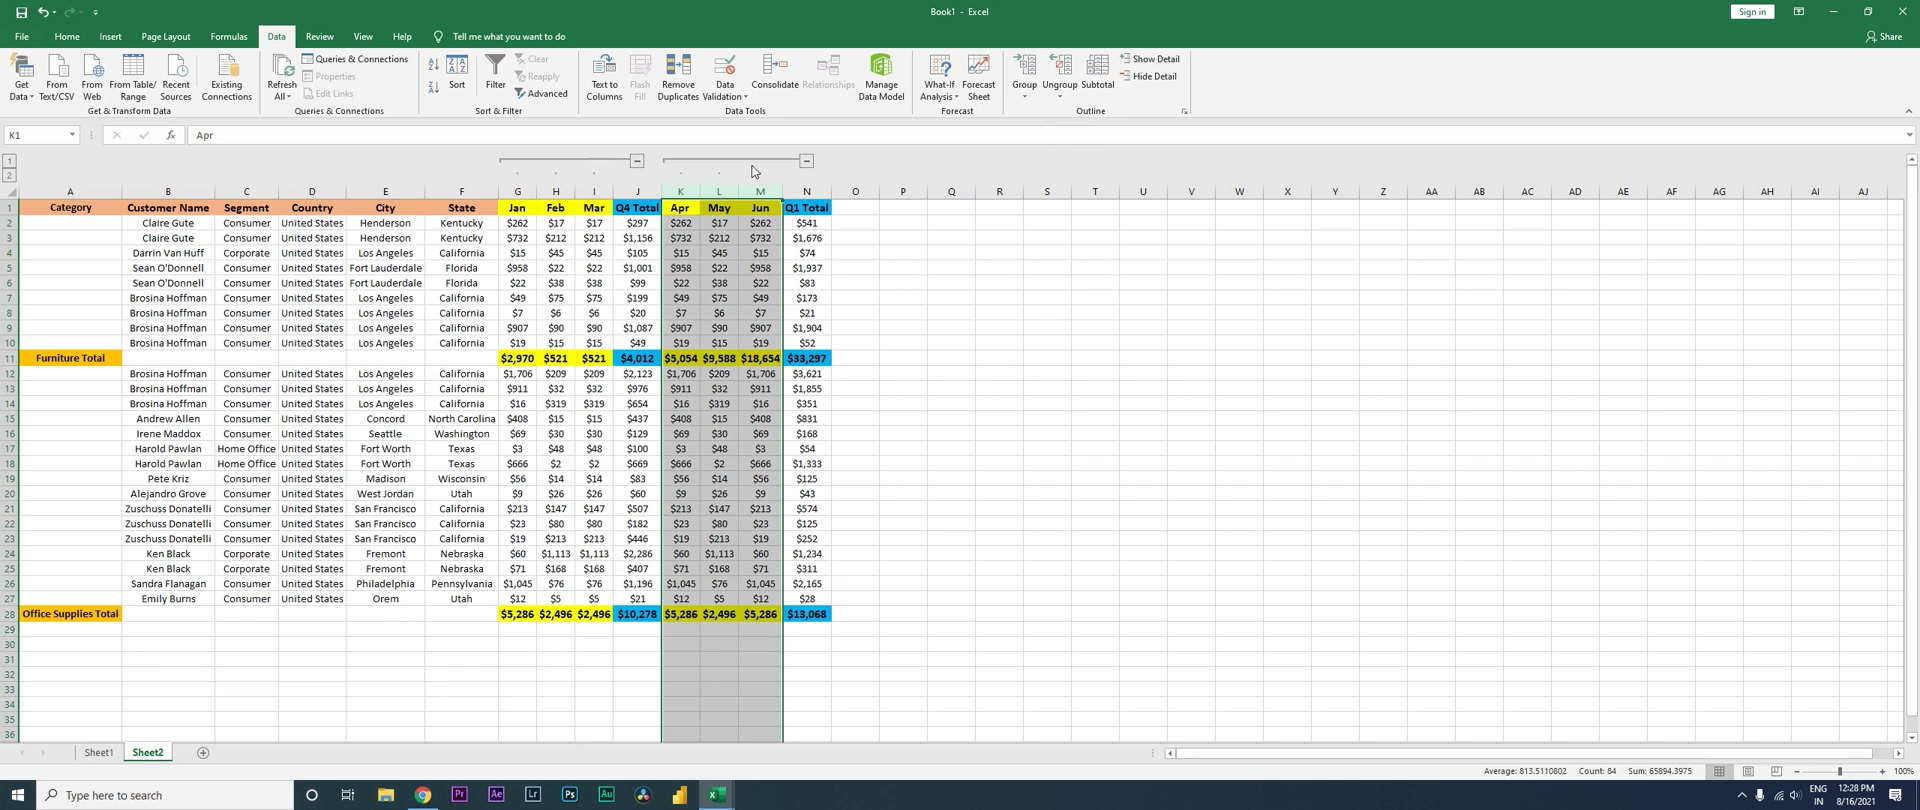 Book1 - Excel
Sign in
File Home Insert Page Layout Formulas Data Review View Help Tell me what you want to do Share
Get Data From Text/CSV From Web From Table/Range Recent Sources Existing Connections
Get & Transform Data
Refresh All Queries & Connections Properties Edit Links
Queries & Connections
Sort Filter Clear Reapply Advanced
Sort & Filter
Text to Columns Flash Fill Remove Duplicates Data Validation Consolidate Relationships Manage Data Model
Data Tools
What-If Analysis Forecast Sheet
Forecast
Group Ungroup Subtotal Show Detail Hide Detail
Outline
K1 fx Apr
1
2
A B C D E F G H I J K L M N O P Q R S T U V W X Y Z AA AB AC AD AE AF AG AH AI AJ
1 Category Customer Name Segment Country City State Jan Feb Mar Q4 Total Apr May Jun Q1 Total
2 Claire Gute Consumer United States Henderson Kentucky $262 $17 $17 $297 $262 $17 $262 $541
3 Claire Gute Consumer United States Henderson Kentucky $732 $212 $212 $1,156 $732 $212 $732 $1,676
4 Darrin Van Huff Corporate United States Los Angeles California $15 $45 $45 $105 $15 $45 $15 $74
5 Sean O'Donnell Consumer United States Fort Lauderdale Florida $958 $22 $22 $1,001 $958 $22 $958 $1,937
6 Sean O'Donnell Consumer United States Fort Lauderdale Florida $22 $38 $38 $99 $22 $38 $22 $83
7 Brosina Hoffman Consumer United States Los Angeles California $49 $75 $75 $199 $49 $75 $49 $173
8 Brosina Hoffman Consumer United States Los Angeles California $7 $6 $6 $20 $7 $6 $7 $21
9 Brosina Hoffman Consumer United States Los Angeles California $907 $90 $90 $1,087 $907 $90 $907 $1,904
10 Brosina Hoffman Consumer United States Los Angeles California $19 $15 $15 $49 $19 $15 $19 $52
11 Furniture Total $2,970 $521 $521 $4,012 $5,054 $9,588 $18,654 $33,297
12 Brosina Hoffman Consumer United States Los Angeles California $1,706 $209 $209 $2,123 $1,706 $209 $1,706 $3,621
13 Brosina Hoffman Consumer United States Los Angeles California $911 $32 $32 $976 $911 $32 $911 $1,855
14 Brosina Hoffman Consumer United States Los Angeles California $16 $319 $319 $654 $16 $319 $16 $351
15 Andrew Allen Consumer United States Concord North Carolina $408 $15 $15 $437 $408 $15 $408 $831
16 Irene Maddox Consumer United States Seattle Washington $69 $30 $30 $129 $69 $30 $69 $168
17 Harold Pawlan Home Office United States Fort Worth Texas $3 $48 $48 $100 $3 $48 $3 $54
18 Harold Pawlan Home Office United States Fort Worth Texas $666 $2 $2 $669 $666 $2 $666 $1,333
19 Pete Kriz Consumer United States Madison Wisconsin $56 $14 $14 $83 $56 $14 $56 $125
20 Alejandro Grove Consumer United States West Jordan Utah $9 $26 $26 $60 $9 $26 $9 $43
21 Zuschuss Donatelli Consumer United States San Francisco California $213 $147 $147 $507 $213 $147 $213 $574
22 Zuschuss Donatelli Consumer United States San Francisco California $23 $80 $80 $182 $23 $80 $23 $125
23 Zuschuss Donatelli Consumer United States San Francisco California $19 $213 $213 $446 $19 $213 $19 $252
24 Ken Black Corporate United States Fremont Nebraska $60 $1,113 $1,113 $2,286 $60 $1,113 $60 $1,234
25 Ken Black Corporate United States Fremont Nebraska $71 $168 $168 $407 $71 $168 $71 $311
26 Sandra Flanagan Consumer United States Philadelphia Pennsylvania $1,045 $76 $76 $1,196 $1,045 $76 $1,045 $2,165
27 Emily Burns Consumer United States Orem Utah $12 $5 $5 $21 $12 $5 $12 $28
28 Office Supplies Total $5,286 $2,496 $2,496 $10,278 $5,286 $2,496 $5,286 $13,068
29
30
31
32
33
34
35
36
Sheet1 Sheet2
Average: 813.5110802 Count: 84 Sum: 65894.3975 100%
Type here to search Pr Ae Lr Ps Au ENG IN 12:28 PM 8/16/2021